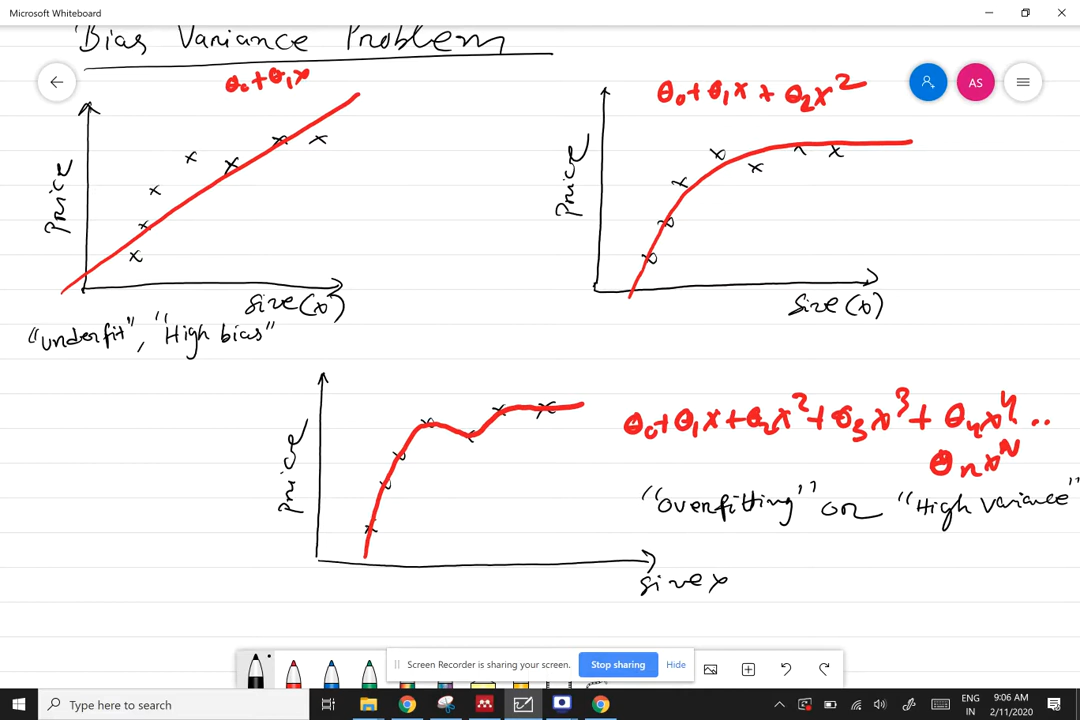 Microsoft Whiteboard
Bias Variance Problem
θ₀+θ₁x
Price
Size(x)
"underfit", "High bias"
AS
θ₀+θ₁x + θ₂x²
Price
Size(x)
Price
Size x
θ₀+θ₁x+θ₂x²+θ₃x³+ θ₄x⁴..
θₙxⁿ
"overfitting" or "High variance"
Screen Recorder is sharing your screen.
Stop sharing
Hide
Type here to search
ENG
IN
9:06 AM
2/11/2020